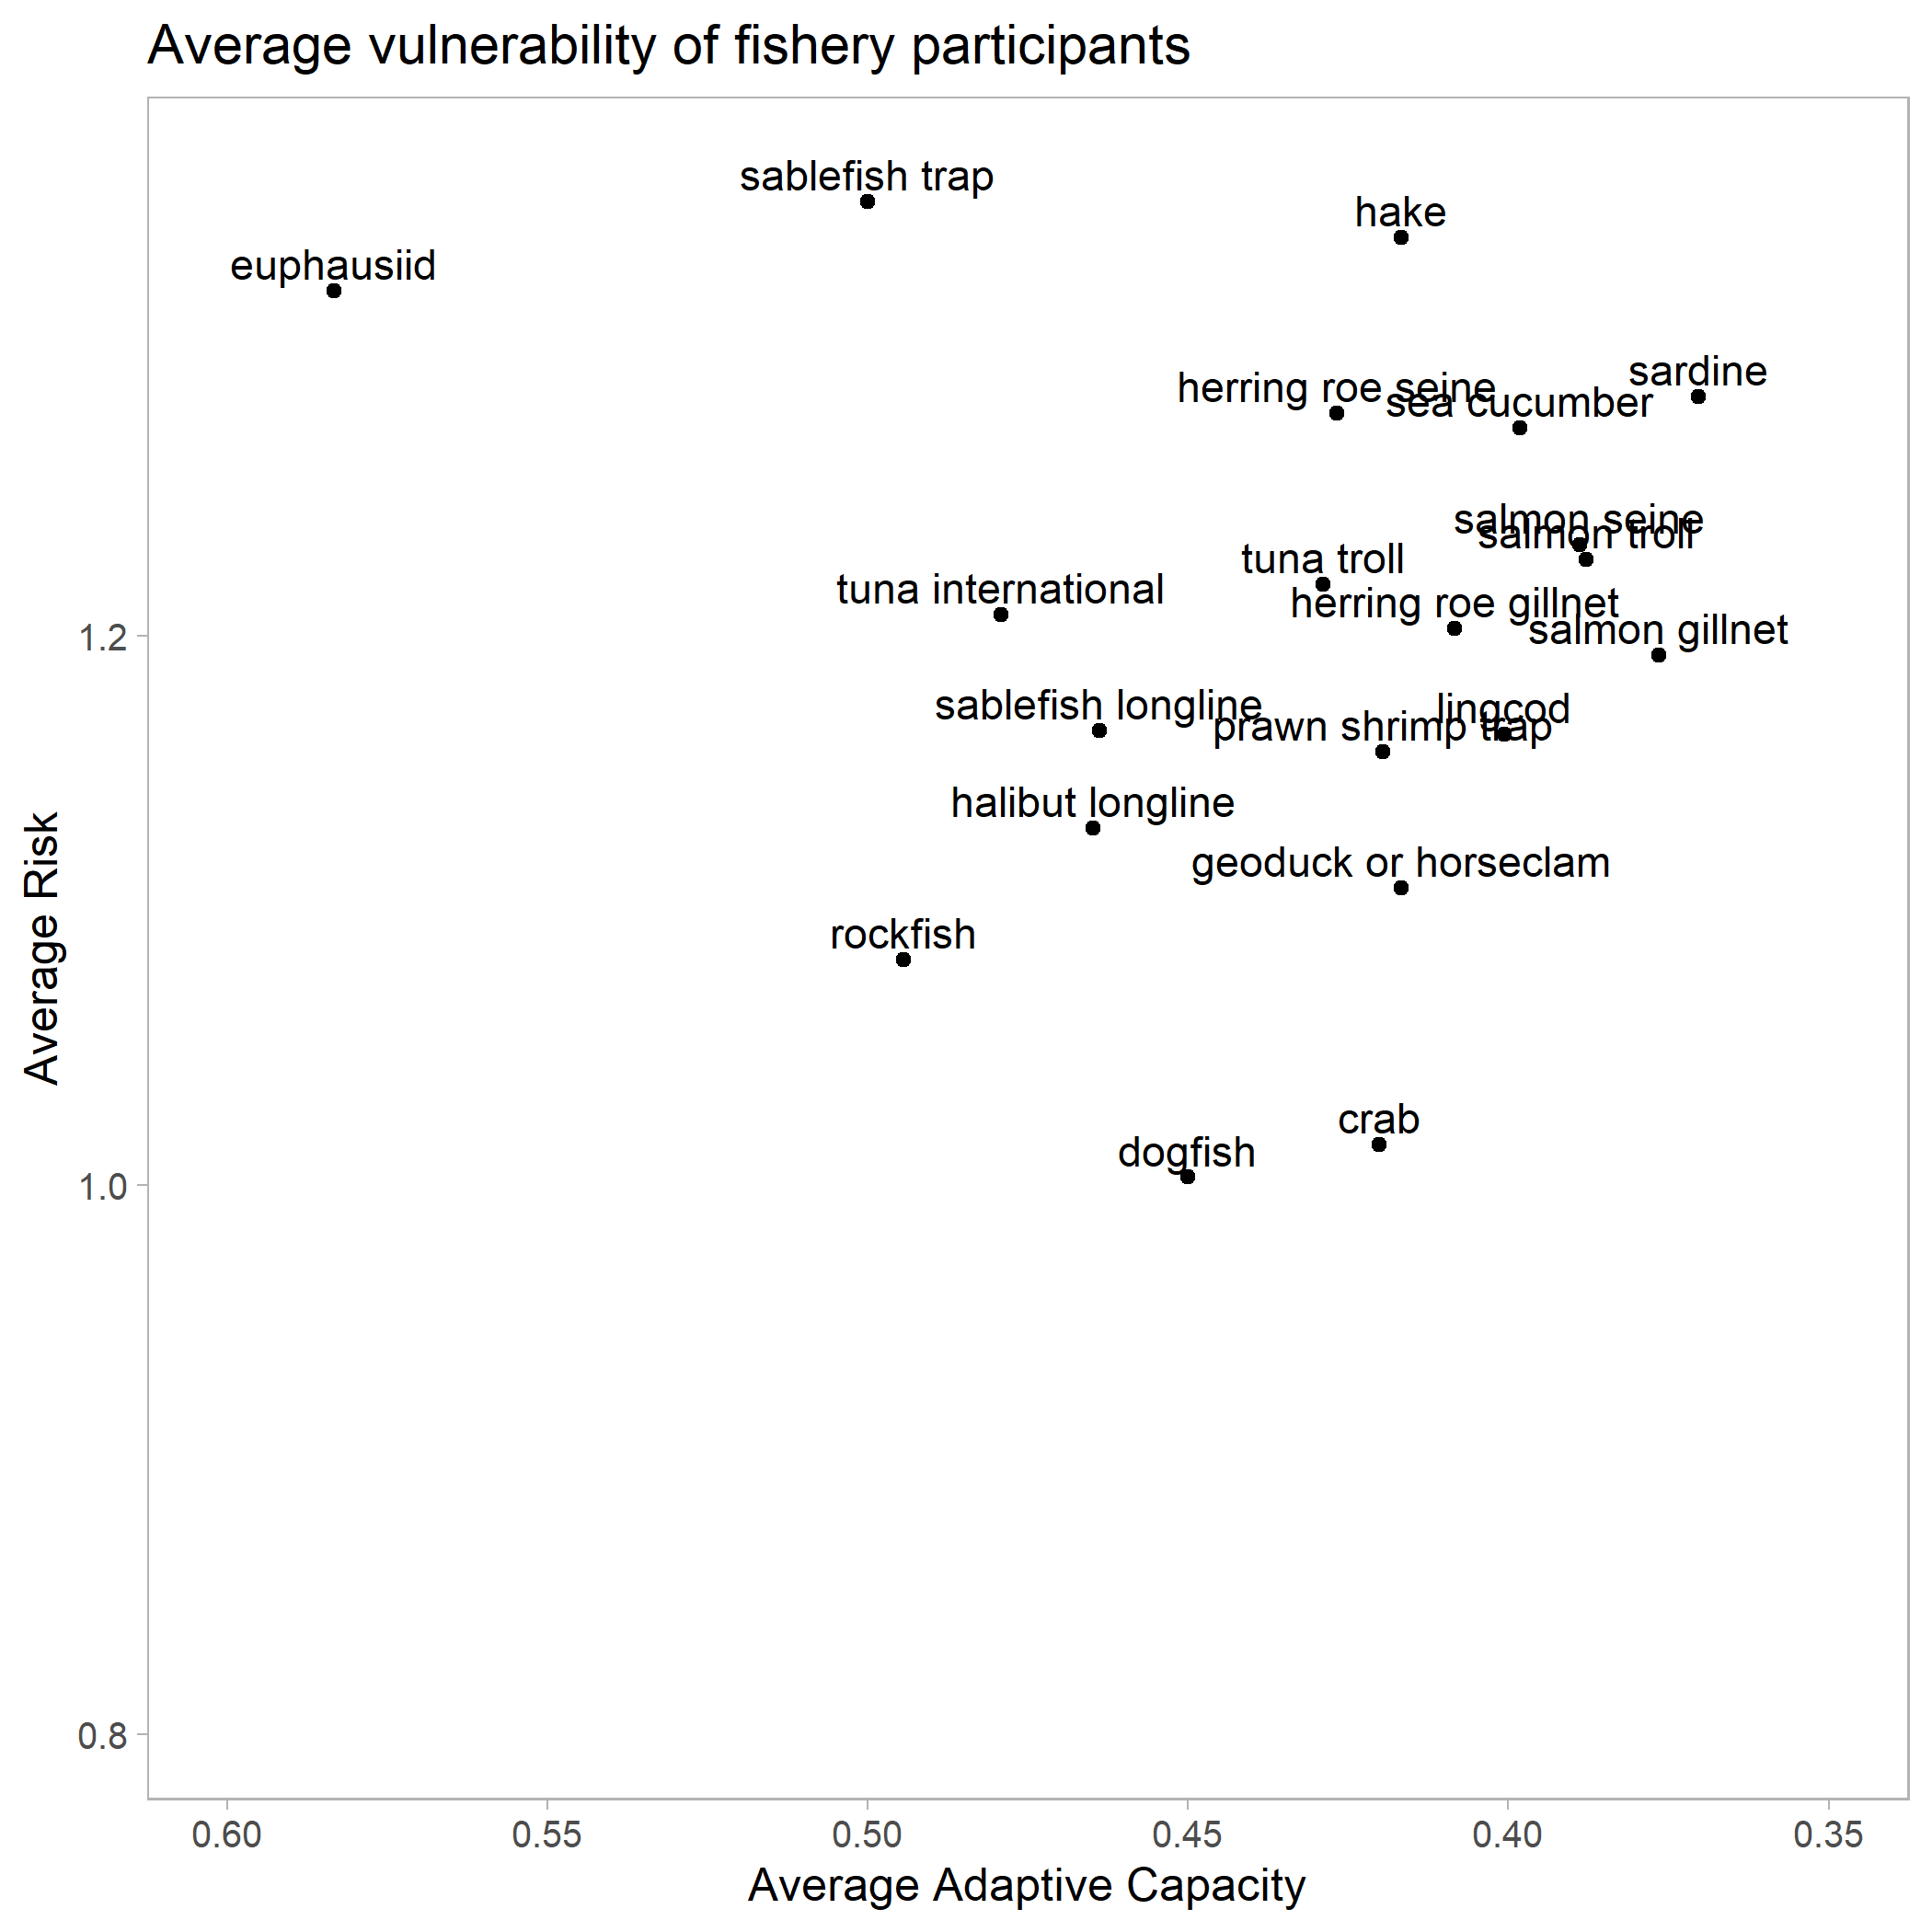 Average vulnerability of fishery participants
sablefish trap
hake
euphausiid
sardine
herring roe seine
sea cucumber
salmon seine
salmon troll
tuna troll
tuna international
herring roe gillnet
salmon gillnet
sablefish longline
lingcod
prawn shrimp trap
halibut longline
geoduck or horseclam
rockfish
crab
dogfish
1.2
1.0
0.8
Average Risk
0.60 0.55 0.50 0.45 0.40 0.35
Average Adaptive Capacity